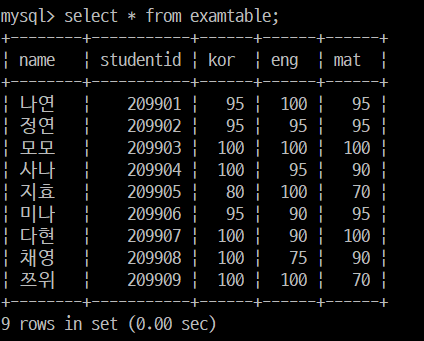 mysql> select * from examtable;
+--------+-----------+------+------+------+
| name   | studentid | kor  | eng  | mat  |
+--------+-----------+------+------+------+
| 나연   |    209901 |   95 |  100 |   95 |
| 정연   |    209902 |   95 |   95 |   95 |
| 모모   |    209903 |  100 |  100 |  100 |
| 사나   |    209904 |  100 |   95 |   90 |
| 지효   |    209905 |   80 |  100 |   70 |
| 미나   |    209906 |   95 |   90 |   95 |
| 다현   |    209907 |  100 |   90 |  100 |
| 채영   |    209908 |  100 |   75 |   90 |
| 쯔위   |    209909 |  100 |  100 |   70 |
+--------+-----------+------+------+------+
9 rows in set (0.00 sec)